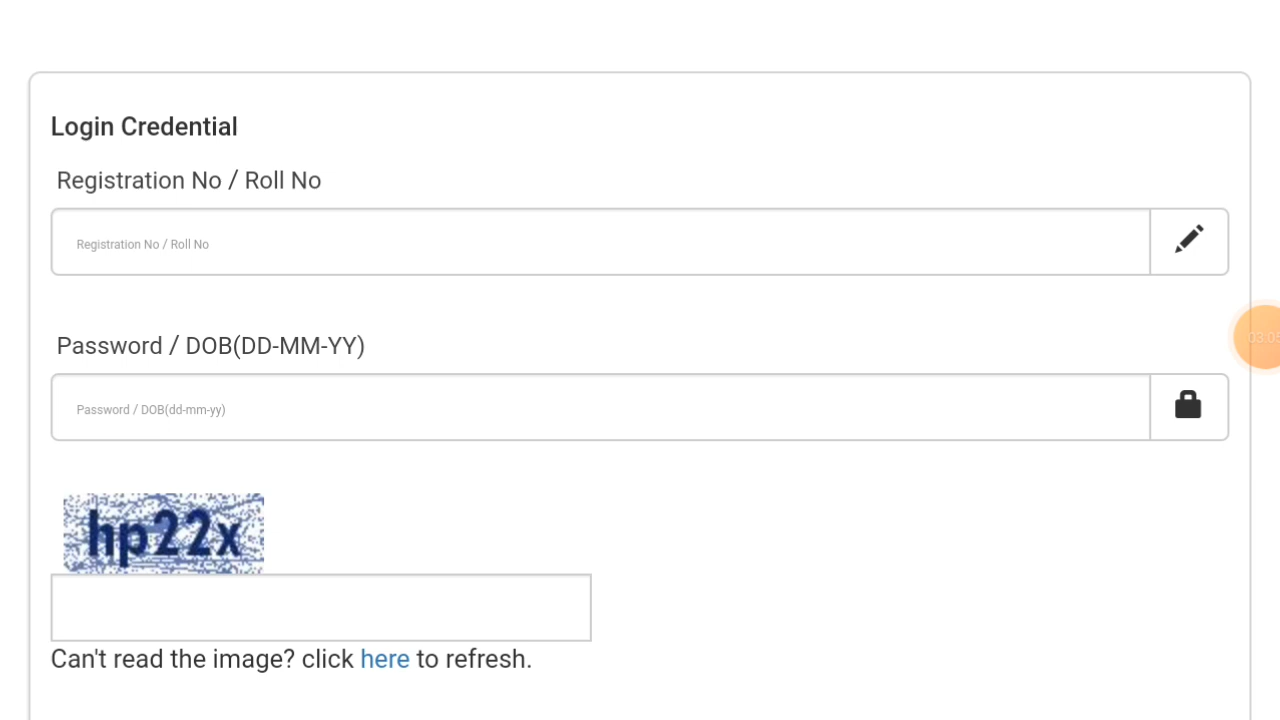 Login Credential
Registration No / Roll No
Registration No / Roll No
Password / DOB(DD-MM-YY)
Password / DOB(dd-mm-yy)
hp22x
Can't read the image? click here to refresh.